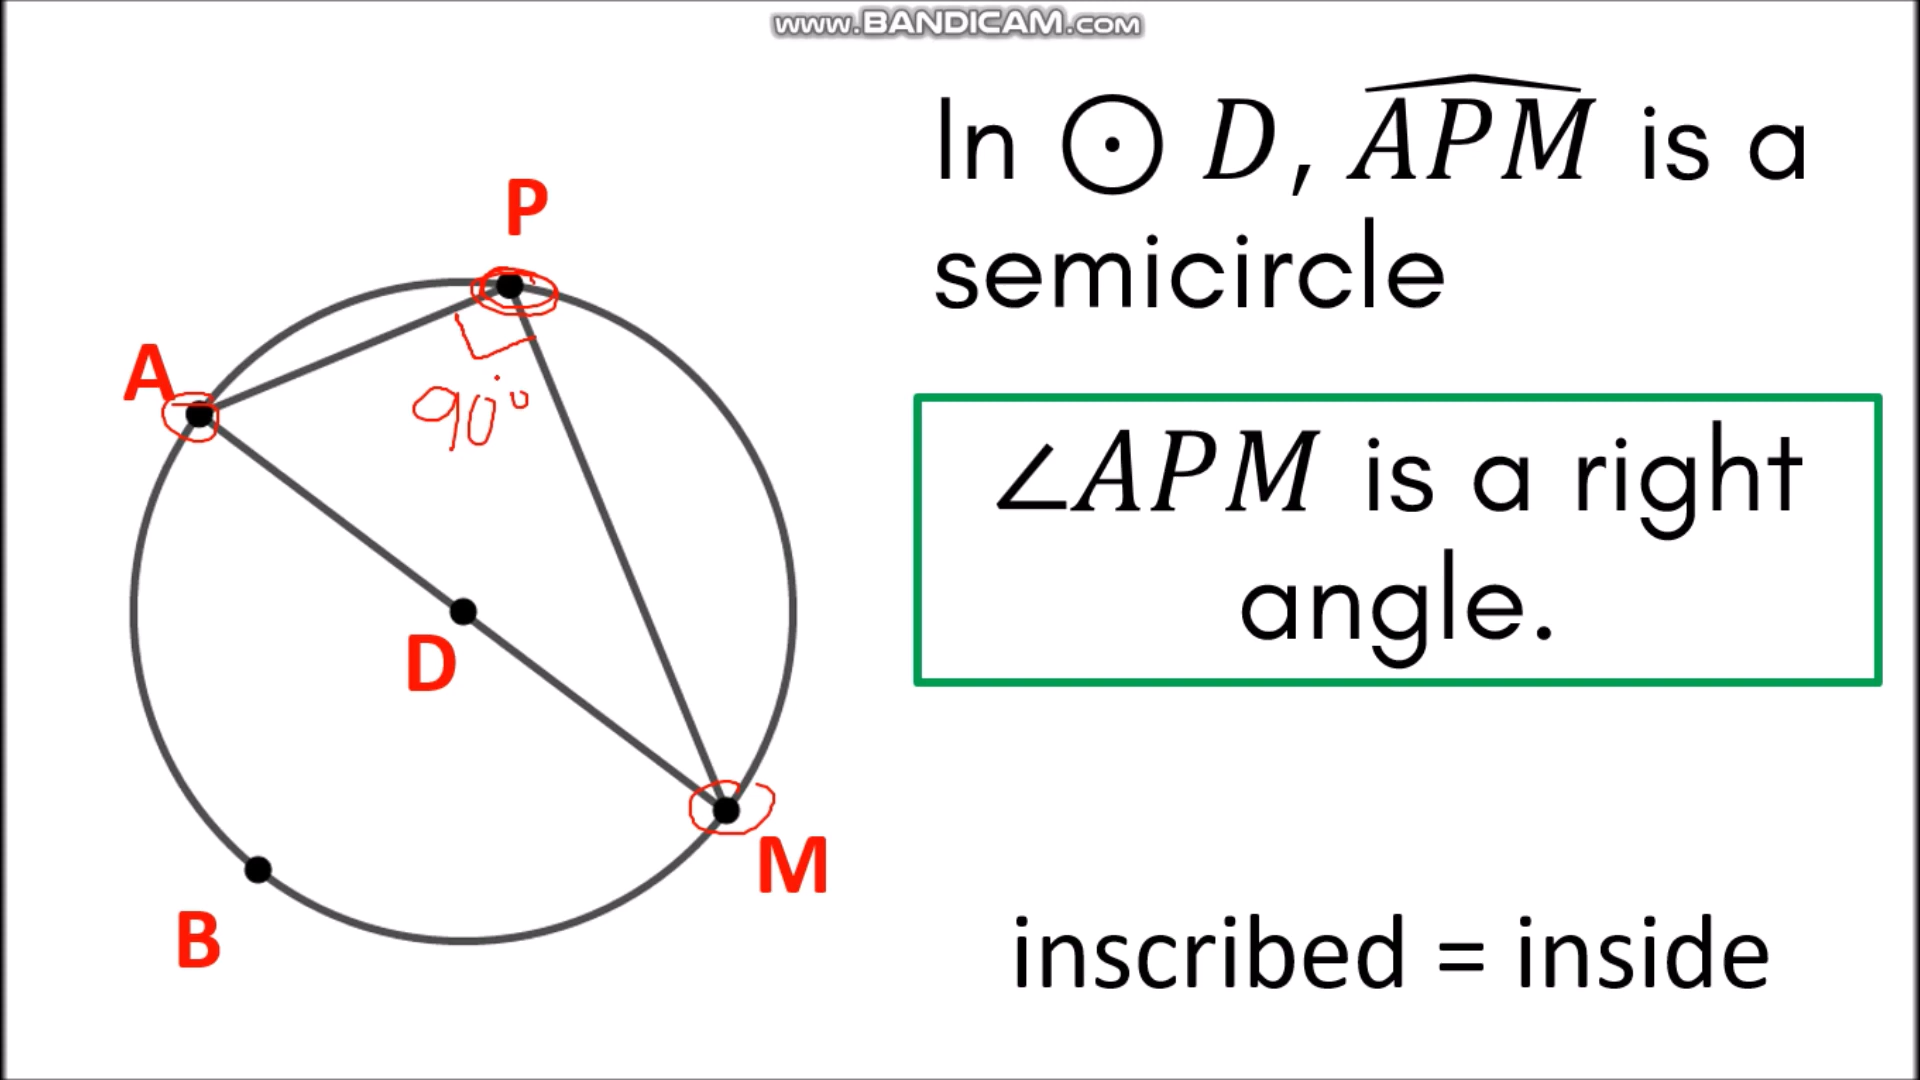 www.BANDICAM.com
In ⊙ D, APM is a
semicircle
P
A
90°
∠APM is a right
angle.
D
M
B
inscribed = inside